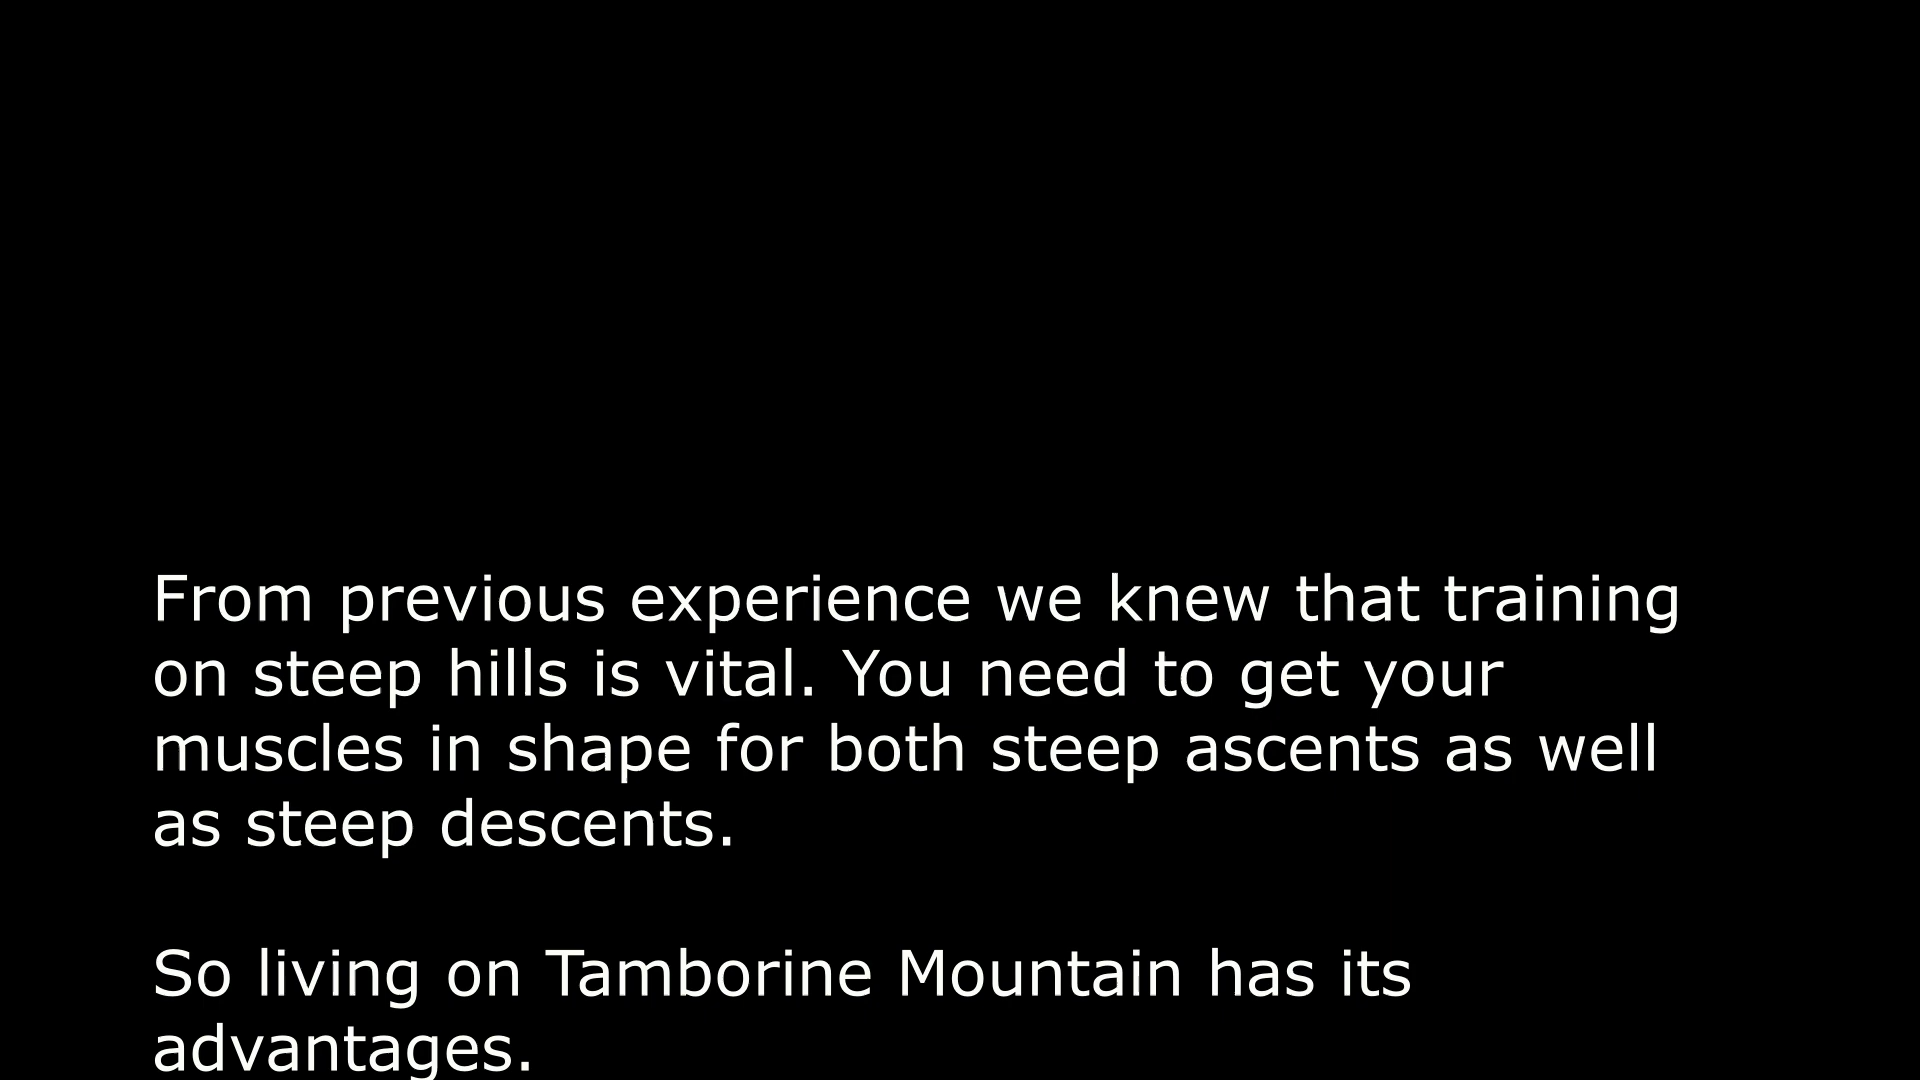 From previous experience we knew that training
on steep hills is vital. You need to get your
muscles in shape for both steep ascents as well
as steep descents.
So living on Tamborine Mountain has its
advantages.